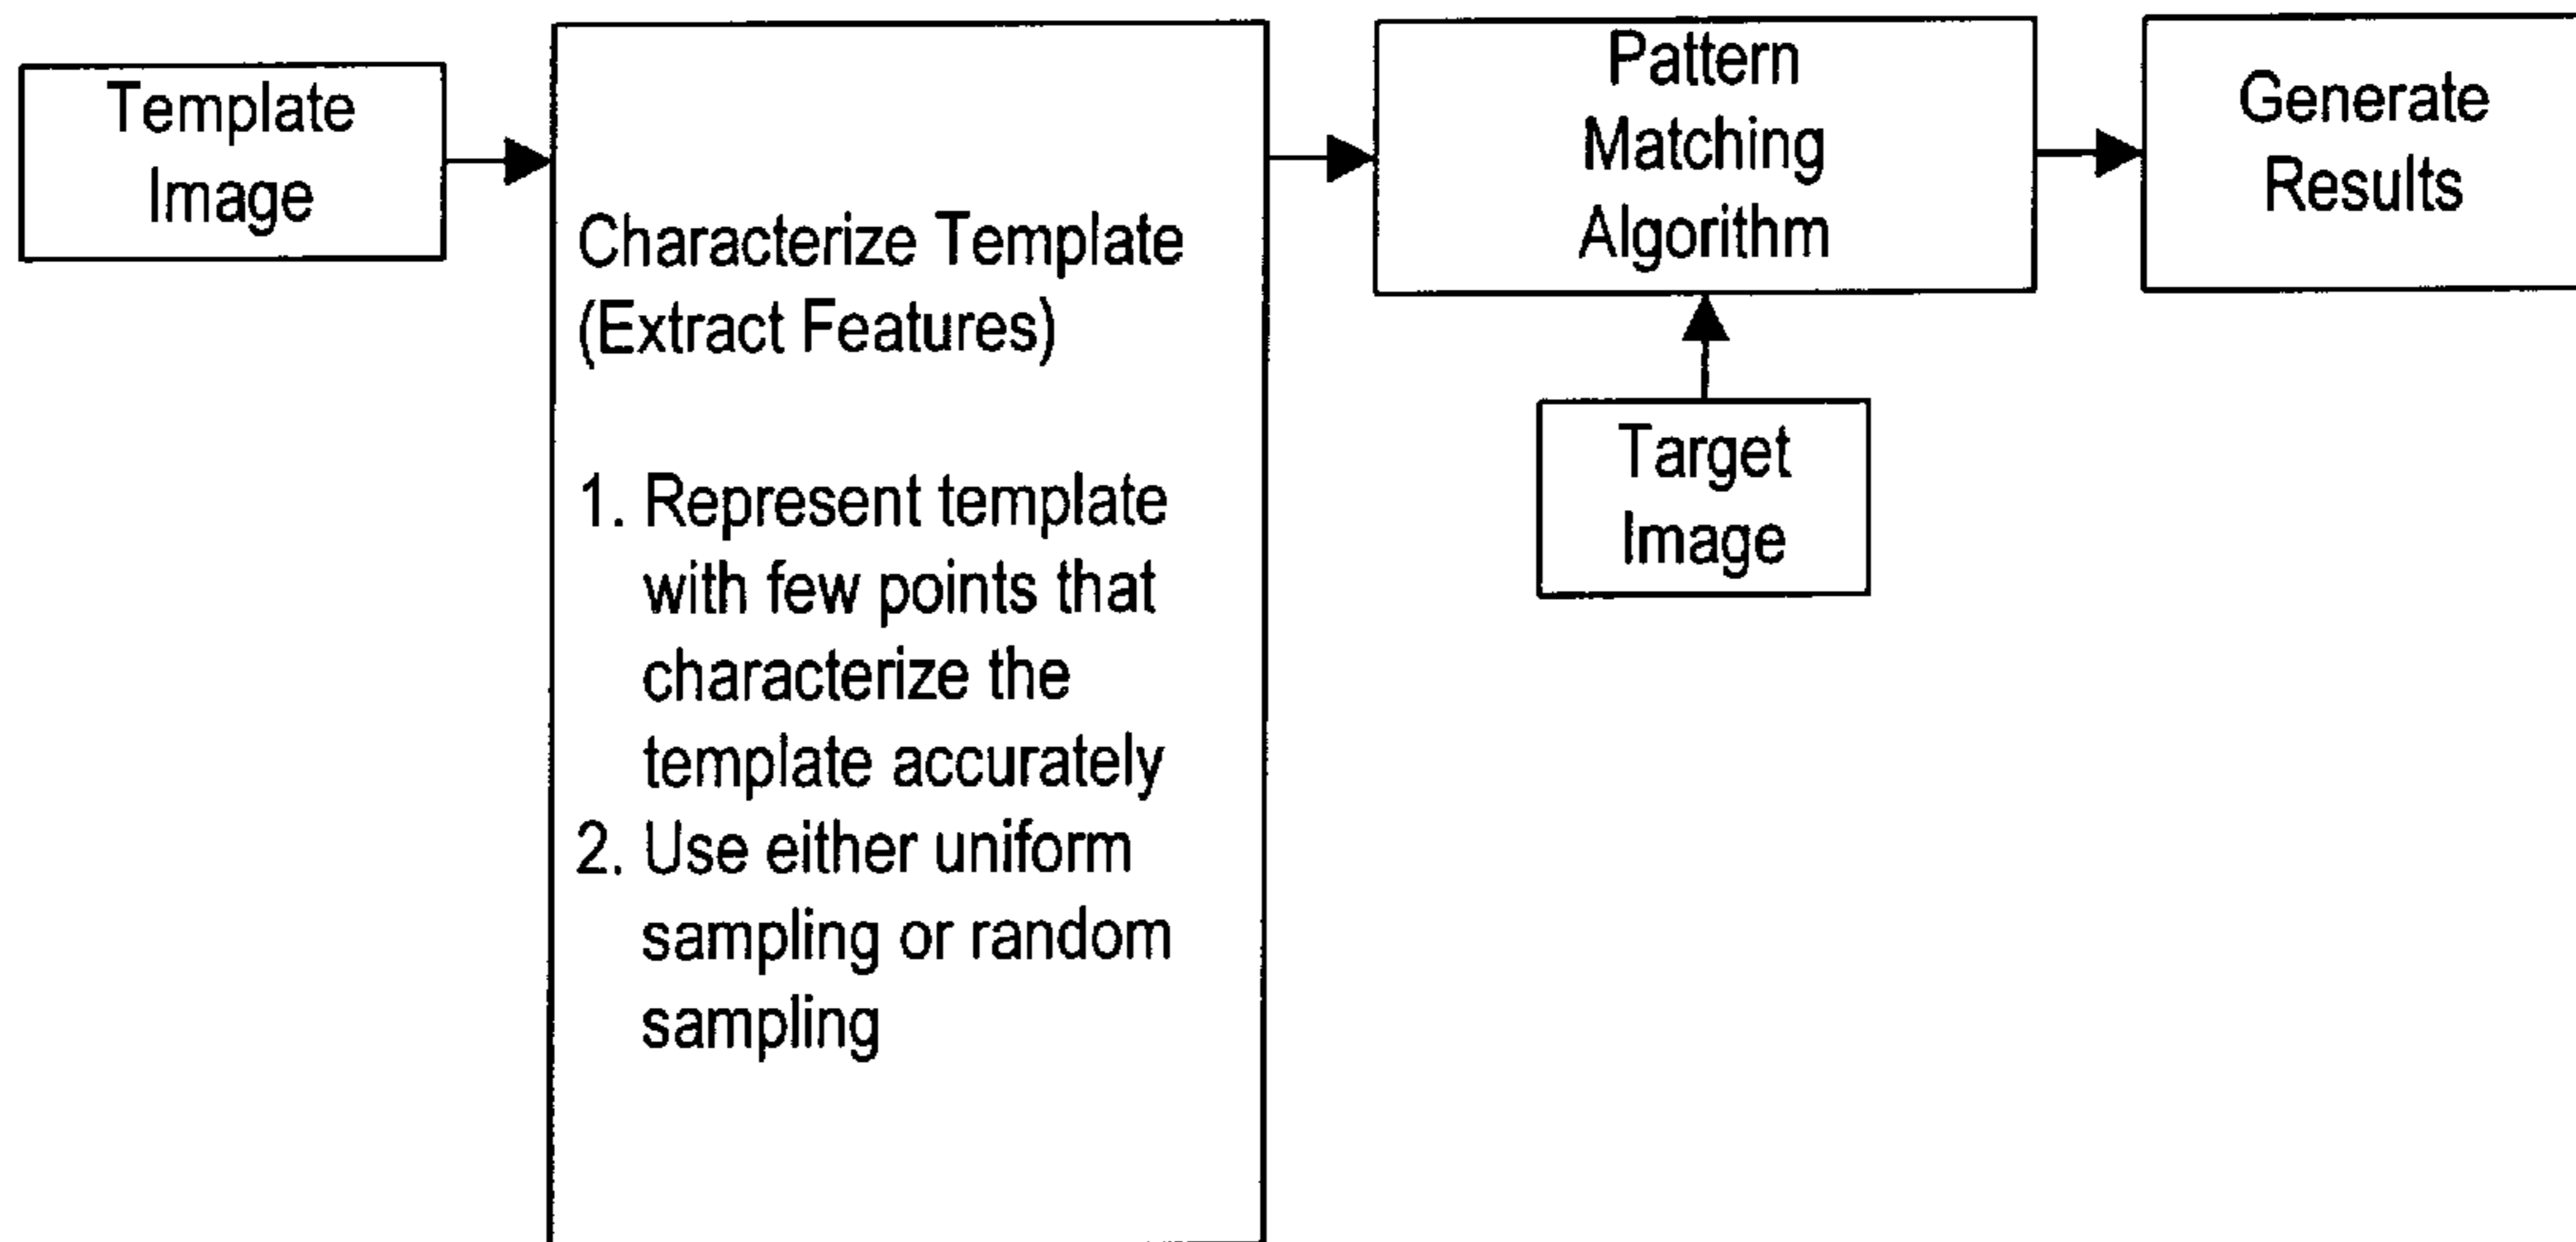 Template
Image
Characterize Template
(Extract Features)
1. Represent template
with few points that
characterize the
template accurately
2. Use either uniform
sampling or random
sampling
Pattern
Matching
Algorithm
Target
Image
Generate
Results